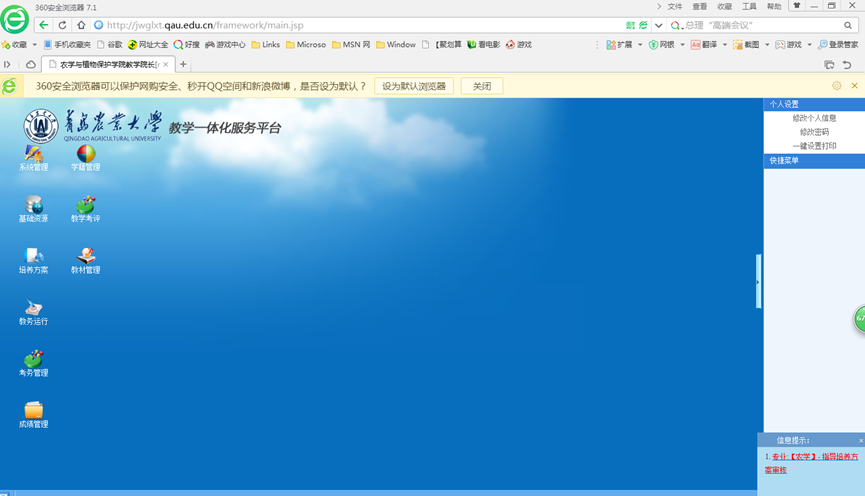 360安全浏览器 7.1
文件 查看 收藏 工具 帮助
http://jwglxt.qau.edu.cn/framework/main.jsp
总理 "高端会议"
收藏 手机收藏夹 谷歌 网址大全 好搜 游戏中心 Links Microso MSN 网 Window 【聚划算 看电影 游戏 扩展 网银 翻译 截图 游戏 登录管家
农学与植物保护学院教学院长[
360安全浏览器可以保护网购安全、秒开QQ空间和新浪微博，是否设为默认？ 设为默认浏览器 关闭
青岛农业大学
QINGDAO AGRICULTURAL UNIVERSITY
教学一体化服务平台
个人设置
修改个人信息
修改密码
一键设置打印
快捷菜单
系统管理 学籍管理
基础资源 教学考评
培养方案 教材管理
教务运行
考务管理
成绩管理
67
信息提示:
1. 专业:【农学】- 指导培养方
案审核